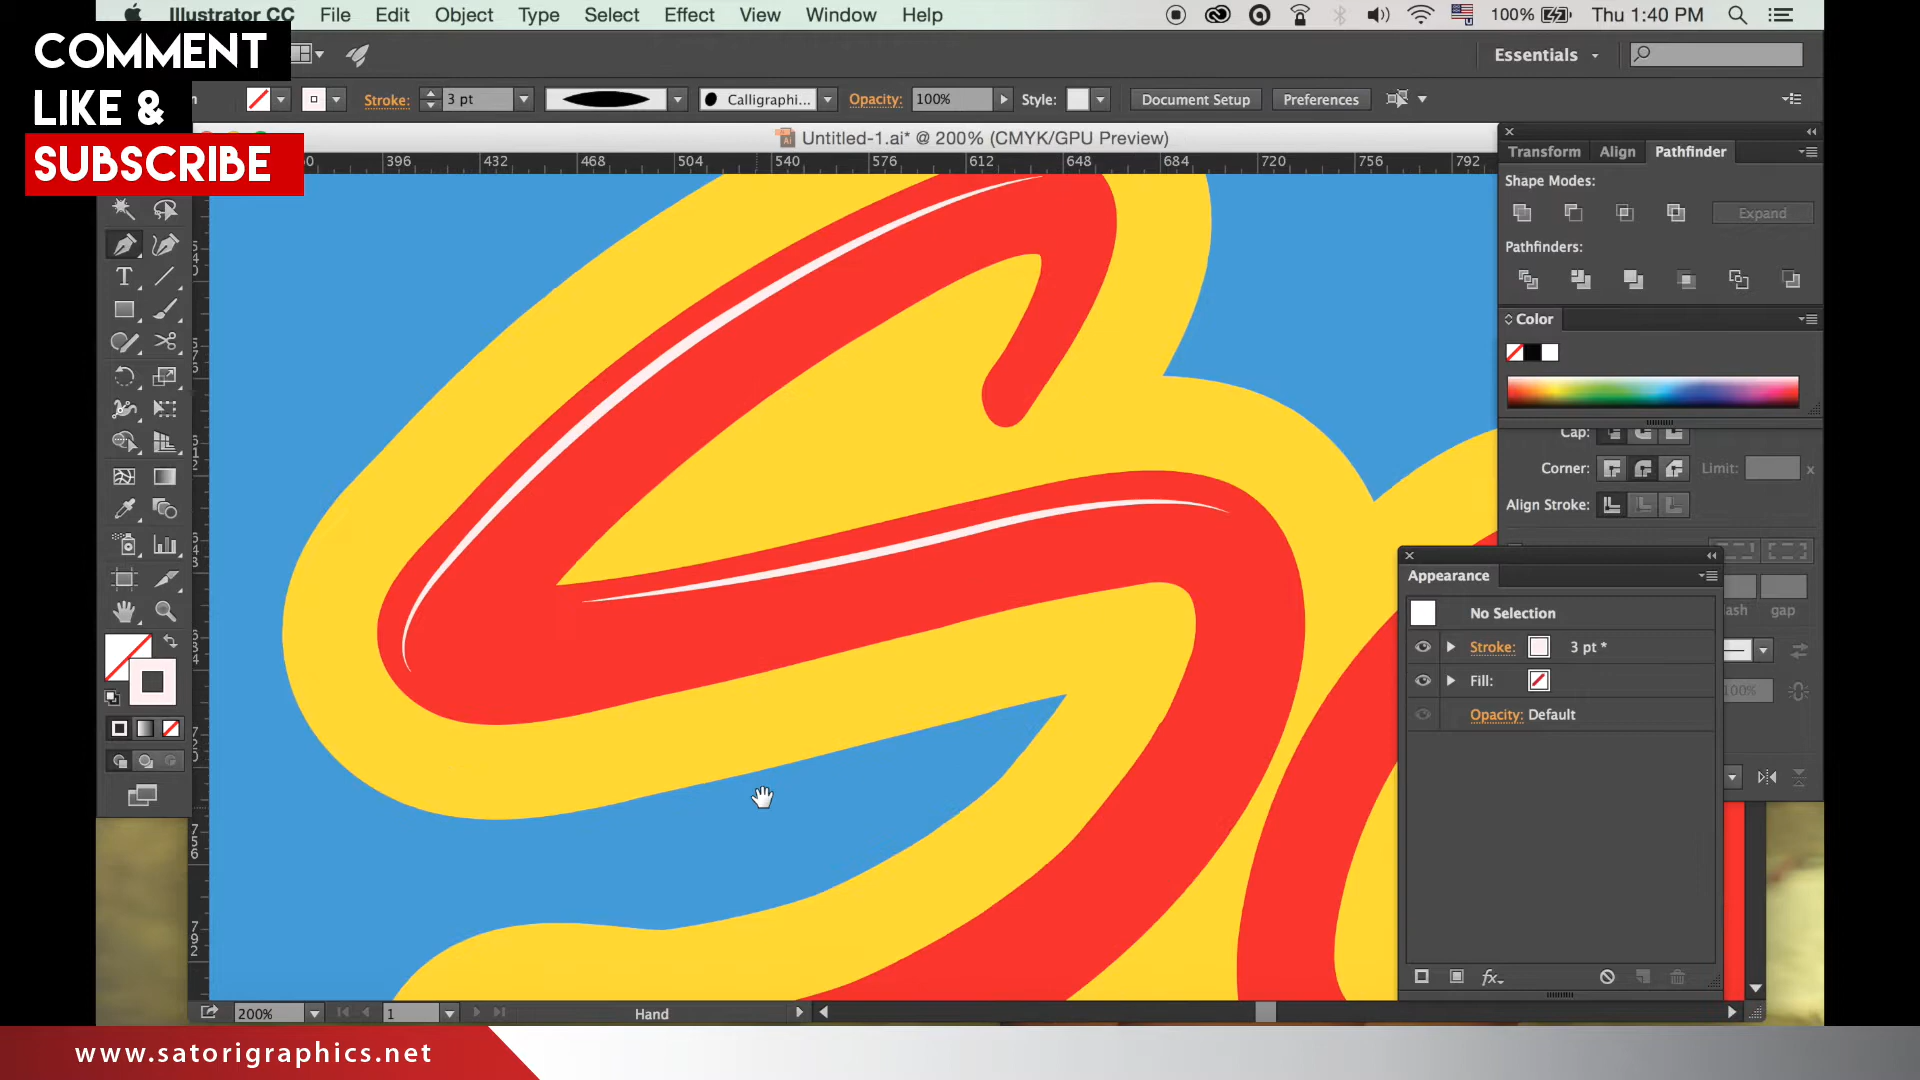 Illustrator CC File Edit Object Type Select Effect View Window Help 100% Thu 1:40 PM
COMMENT
LIKE &
SUBSCRIBE
Essentials
Stroke: 3 pt Calligraphi... Opacity: 100% Style: Document Setup Preferences
Untitled-1.ai* @ 200% (CMYK/GPU Preview)
396 432 468 504 540 576 612 648 684 720 756 792
Transform Align Pathfinder
Shape Modes:
Expand
Pathfinders:
Color
Cap:
Corner: Limit: x
Align Stroke:
Appearance
No Selection
gap
Stroke: 3 pt *
Fill:
100%
Opacity: Default
fx
200% 1 Hand
www.satorigraphics.net